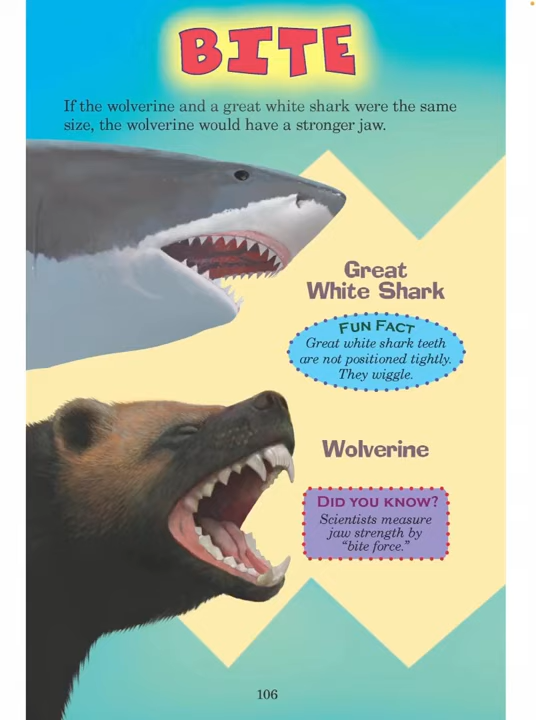 BITE
If the wolverine and a great white shark were the same
size, the wolverine would have a stronger jaw.
Great
White Shark
FUN FACT
Great white shark teeth
are not positioned tightly.
They wiggle.
Wolverine
DID YOU KNOW?
Scientists measure
jaw strength by
“bite force.”
106